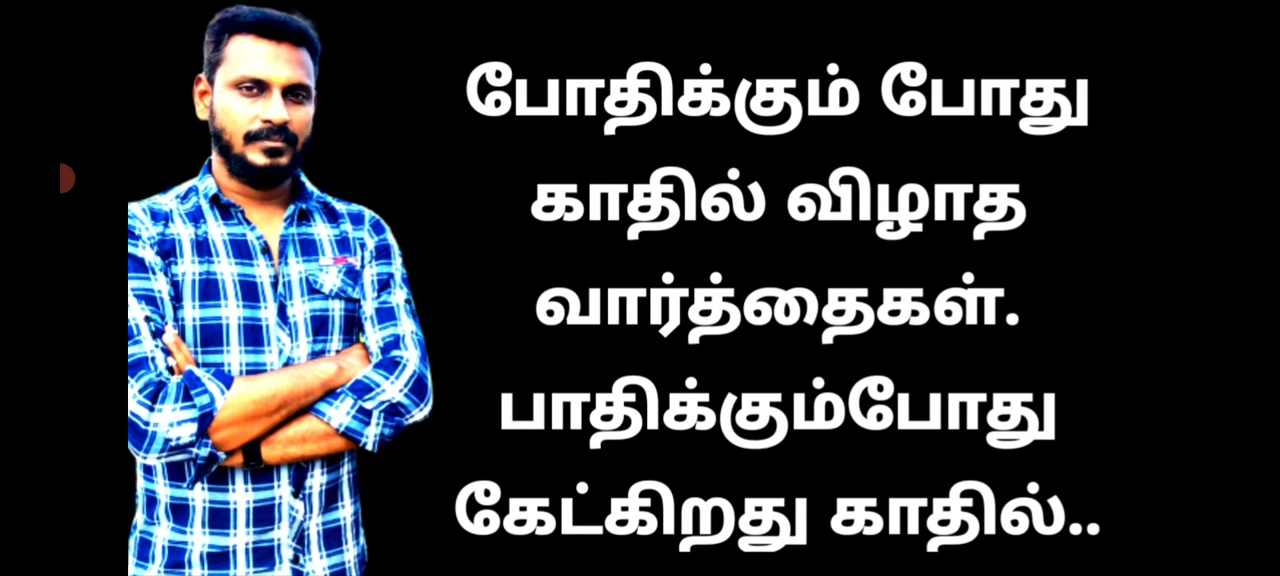 போதிக்கும் போது
காதில் விழாத
வார்த்தைகள்.
பாதிக்கும்போது
கேட்கிறது காதில்..